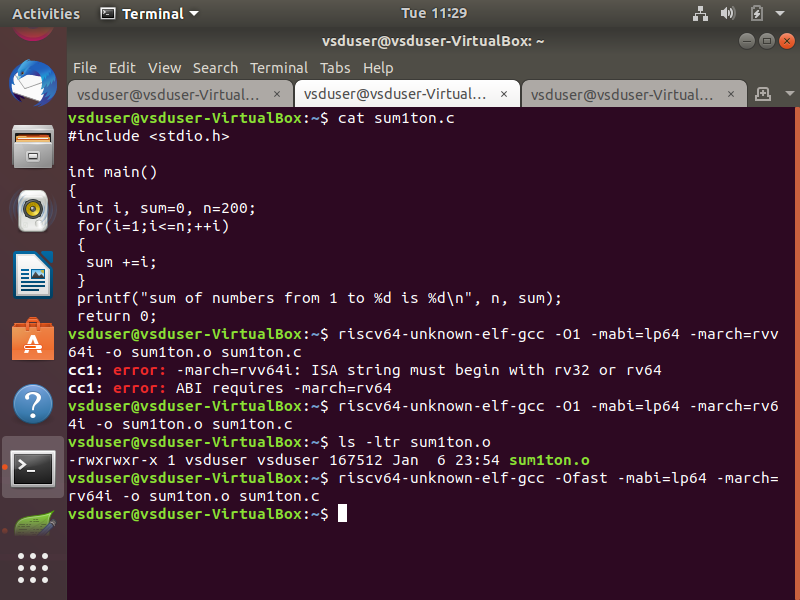 Activities Terminal Tue 11:29
vsduser@vsduser-VirtualBox: ~
File Edit View Search Terminal Tabs Help
vsduser@vsduser-Virtual... × vsduser@vsduser-Virtual... × vsduser@vsduser-Virtual... ×
vsduser@vsduser-VirtualBox:~$ cat sum1ton.c
#include <stdio.h>
int main()
{
 int i, sum=0, n=200;
 for(i=1;i<=n;++i)
 {
  sum +=i;
 }
 printf("sum of numbers from 1 to %d is %d\n", n, sum);
 return 0;
vsduser@vsduser-VirtualBox:~$ riscv64-unknown-elf-gcc -O1 -mabi=lp64 -march=rvv
64i -o sum1ton.o sum1ton.c
cc1: error: -march=rvv64i: ISA string must begin with rv32 or rv64
cc1: error: ABI requires -march=rv64
vsduser@vsduser-VirtualBox:~$ riscv64-unknown-elf-gcc -O1 -mabi=lp64 -march=rv6
4i -o sum1ton.o sum1ton.c
vsduser@vsduser-VirtualBox:~$ ls -ltr sum1ton.o
-rwxrwxr-x 1 vsduser vsduser 167512 Jan  6 23:54 sum1ton.o
vsduser@vsduser-VirtualBox:~$ riscv64-unknown-elf-gcc -Ofast -mabi=lp64 -march=
rv64i -o sum1ton.o sum1ton.c
vsduser@vsduser-VirtualBox:~$